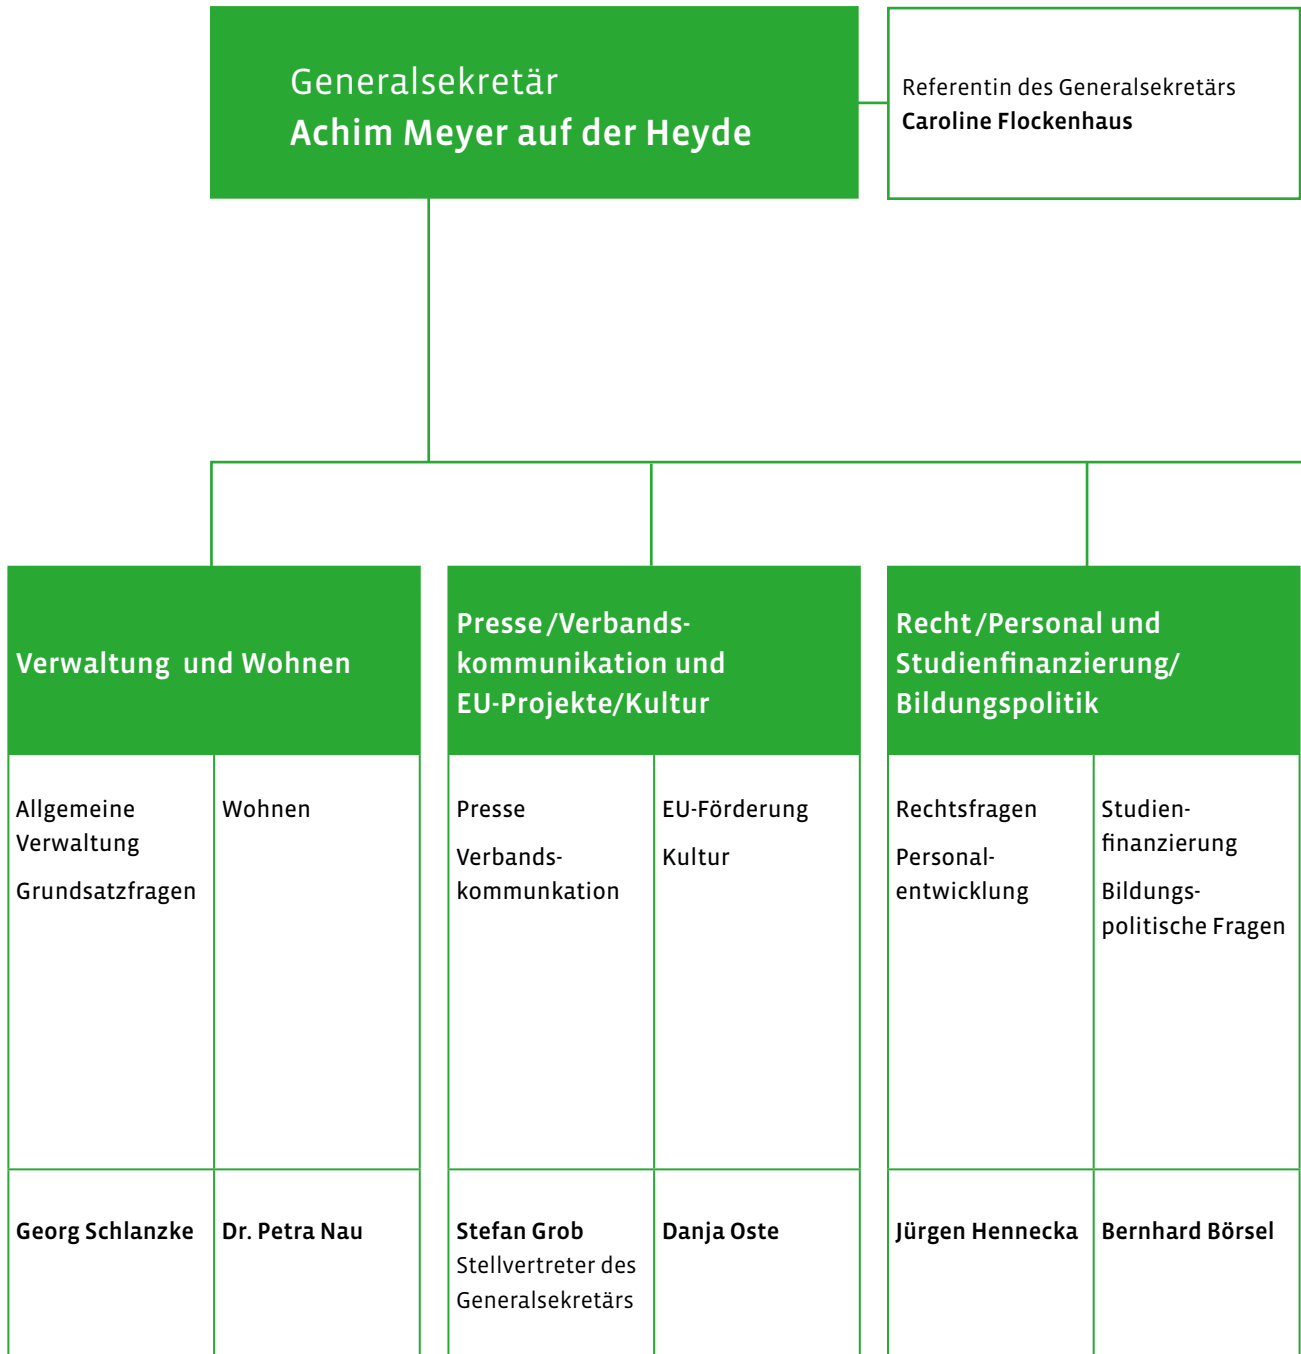 Generalsekretär
Achim Meyer auf der Heyde
Referentin des Generalsekretärs
Caroline Flockenhaus
Verwaltung und Wohnen
Allgemeine
Verwaltung
Grundsatzfragen
Wohnen
Georg Schlanzke
Dr. Petra Nau
Presse/Verbands-
kommunikation und
EU-Projekte/Kultur
Presse
Verbands-
kommunkation
EU-Förderung
Kultur
Stefan Grob
Stellvertreter des
Generalsekretärs
Danja Oste
Recht/Personal und
Studienfinanzierung/
Bildungspolitik
Rechtsfragen
Personal-
entwicklung
Studien-
finanzierung
Bildungs-
politische Fragen
Jürgen Hennecka
Bernhard Börsel